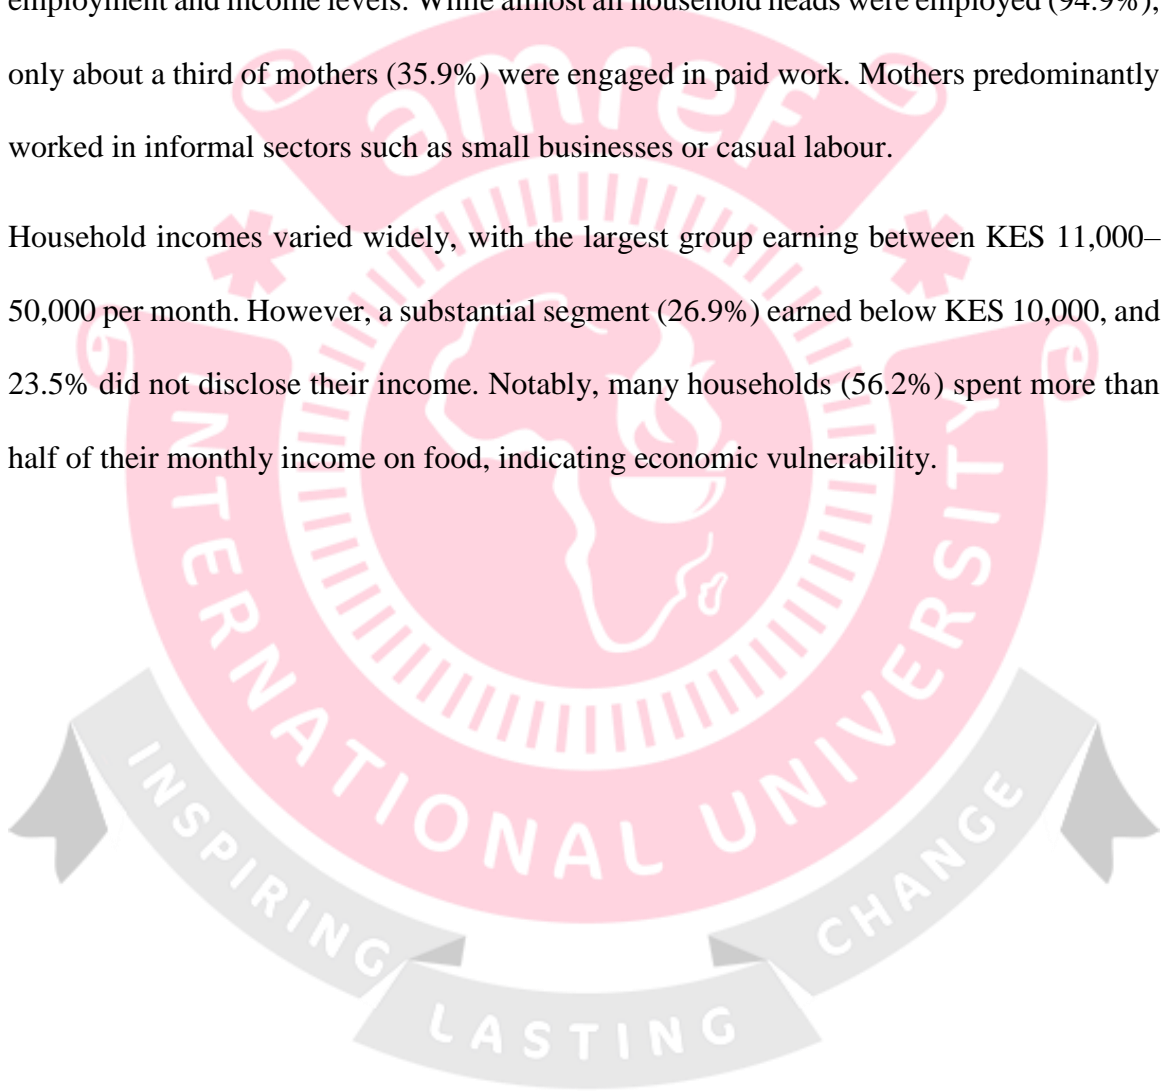 employment and income levels. While almost all household heads were employed (94.9%),
only about a third of mothers (35.9%) were engaged in paid work. Mothers predominantly
worked in informal sectors such as small businesses or casual labour.
Household incomes varied widely, with the largest group earning between KES 11,000–
50,000 per month. However, a substantial segment (26.9%) earned below KES 10,000, and
23.5% did not disclose their income. Notably, many households (56.2%) spent more than
half of their monthly income on food, indicating economic vulnerability.
amref
INTERNATIONAL UNIVERSITY
INSPIRING
LASTING
CHANGE